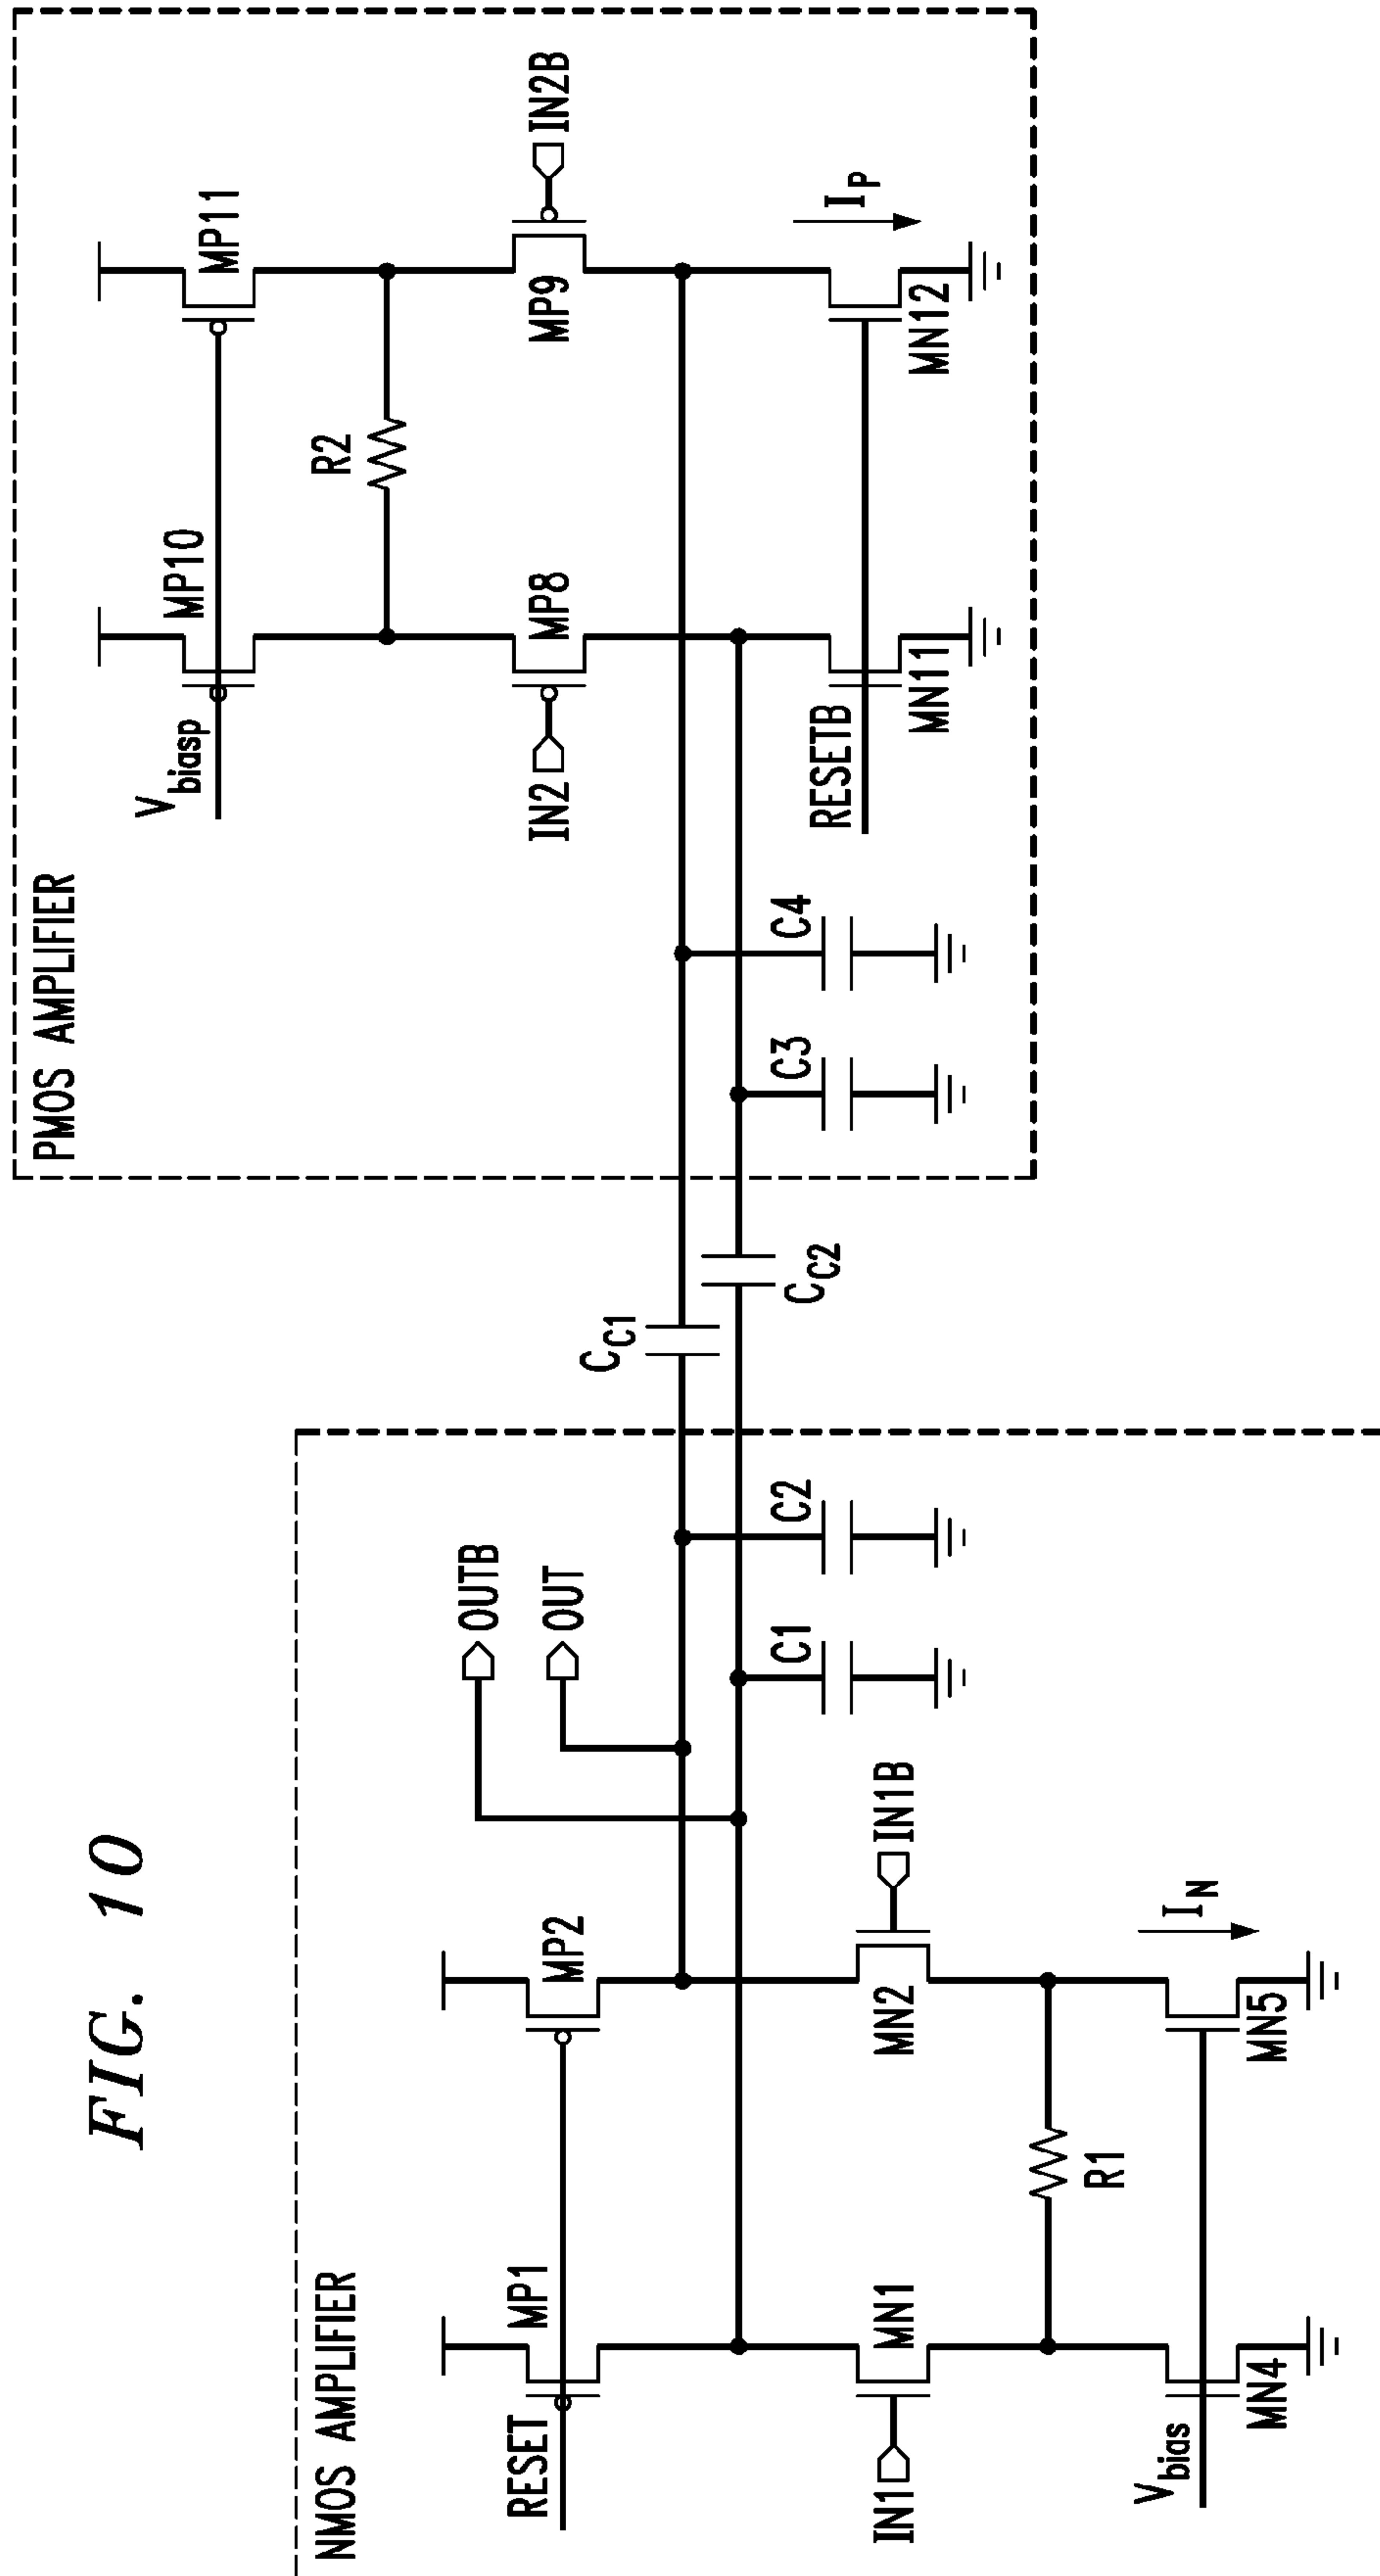 FIG. 10
NMOS AMPLIFIER
RESET
MP1
MP2
OUTB
OUT
IN1
MN1
MN2
IN1B
C1
C2
R1
Vbias
MN4
MN5
IN
CC1
CC2
PMOS AMPLIFIER
Vbiasp
MP10
MP11
R2
IN2
MP8
MP9
IN2B
C3
C4
RESETB
MN11
MN12
IP